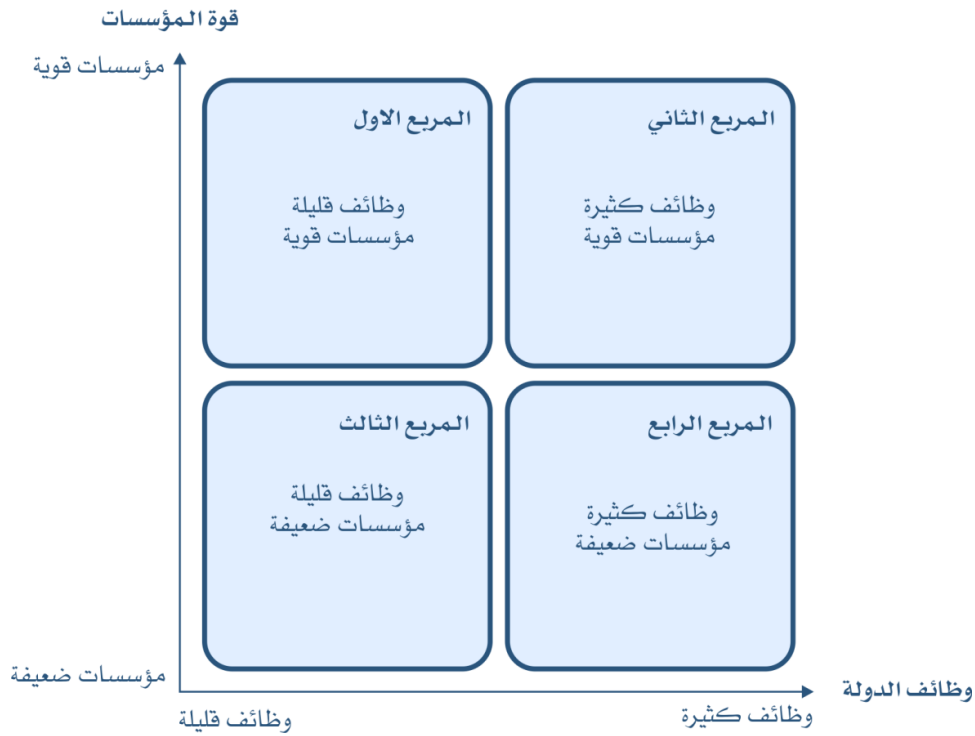 قوة المؤسسات
مؤسسات قوية
المربع الاول
وظائف قليلة
مؤسسات قوية
المربع الثاني
وظائف كثيرة
مؤسسات قوية
المربع الثالث
وظائف قليلة
مؤسسات ضعيفة
المربع الرابع
وظائف كثيرة
مؤسسات ضعيفة
مؤسسات ضعيفة
وظائف الدولة
وظائف قليلة
وظائف كثيرة